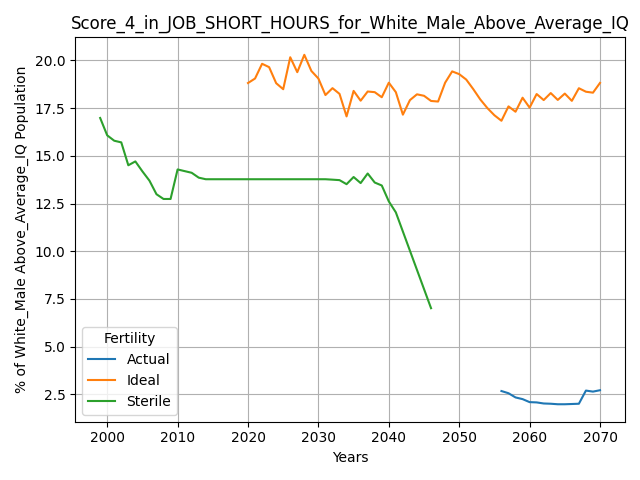 Score_4_in_JOB_SHORT_HOURS_for_White_Male_Above_Average_IQ
% of White_Male Above_Average_IQ Population
20.0
17.5
15.0
12.5
10.0
7.5
5.0
2.5
Fertility
Actual
Ideal
Sterile
2000 2010 2020 2030 2040 2050 2060 2070
Years